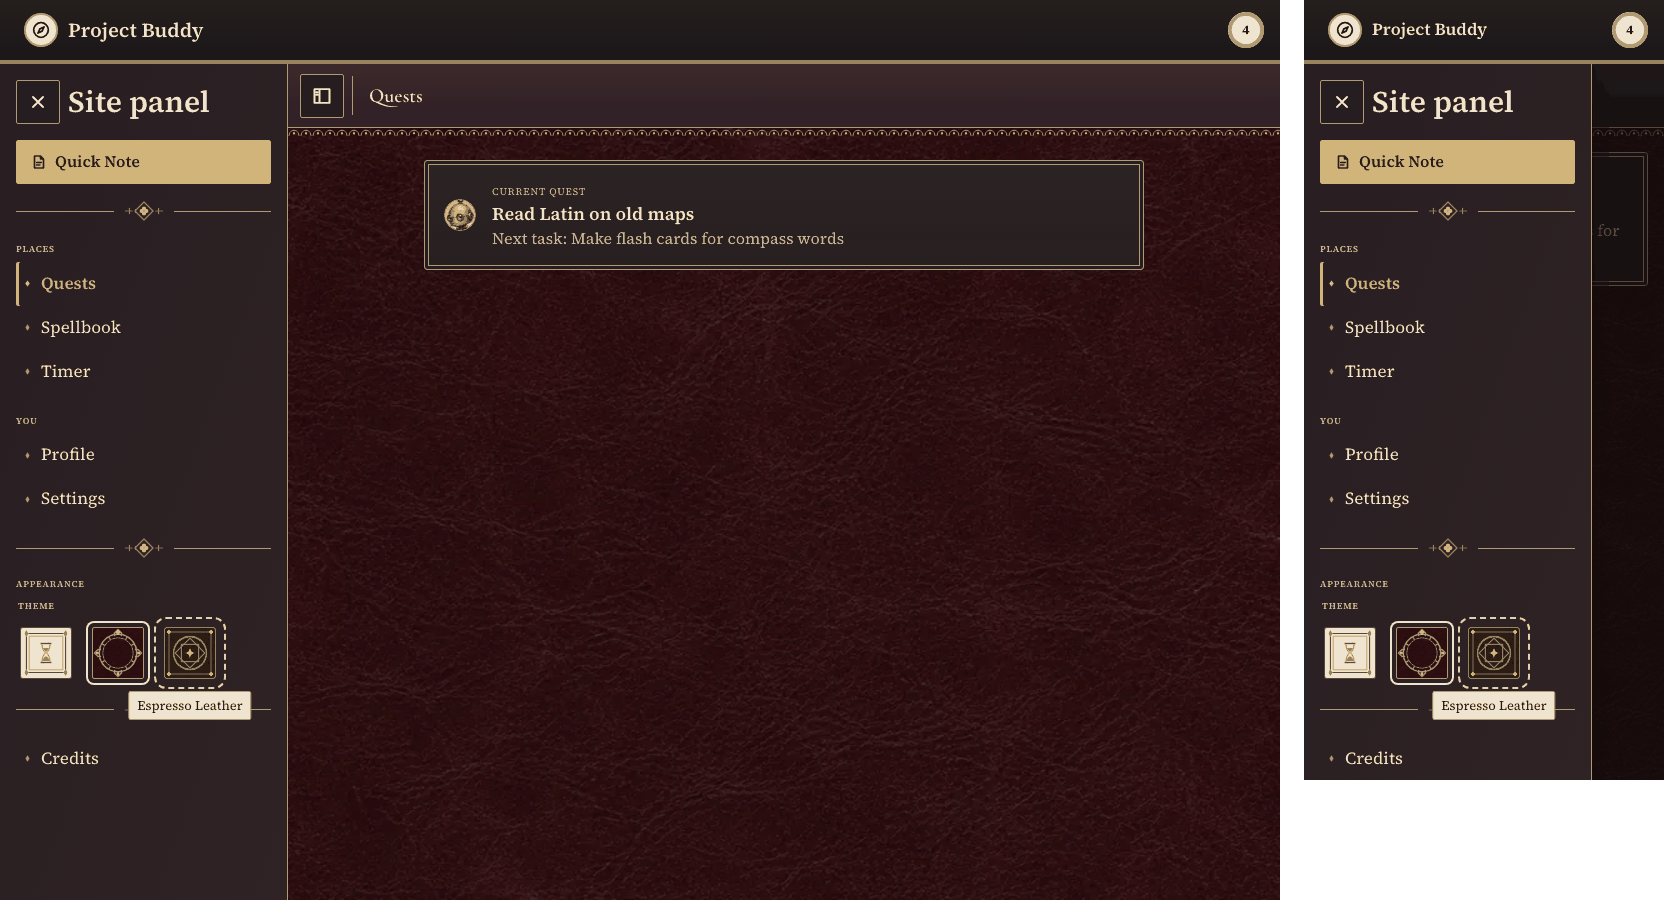 Project Buddy
4
Site panel
Quick Note
PLACES
Quests
Spellbook
Timer
YOU
Profile
Settings
APPEARANCE
THEME
Espresso Leather
Credits
Quests
CURRENT QUEST
Read Latin on old maps
Next task: Make flash cards for compass words
Project Buddy
4
Site panel
Quick Note
PLACES
Quests
Spellbook
Timer
YOU
Profile
Settings
APPEARANCE
THEME
Espresso Leather
Credits
for